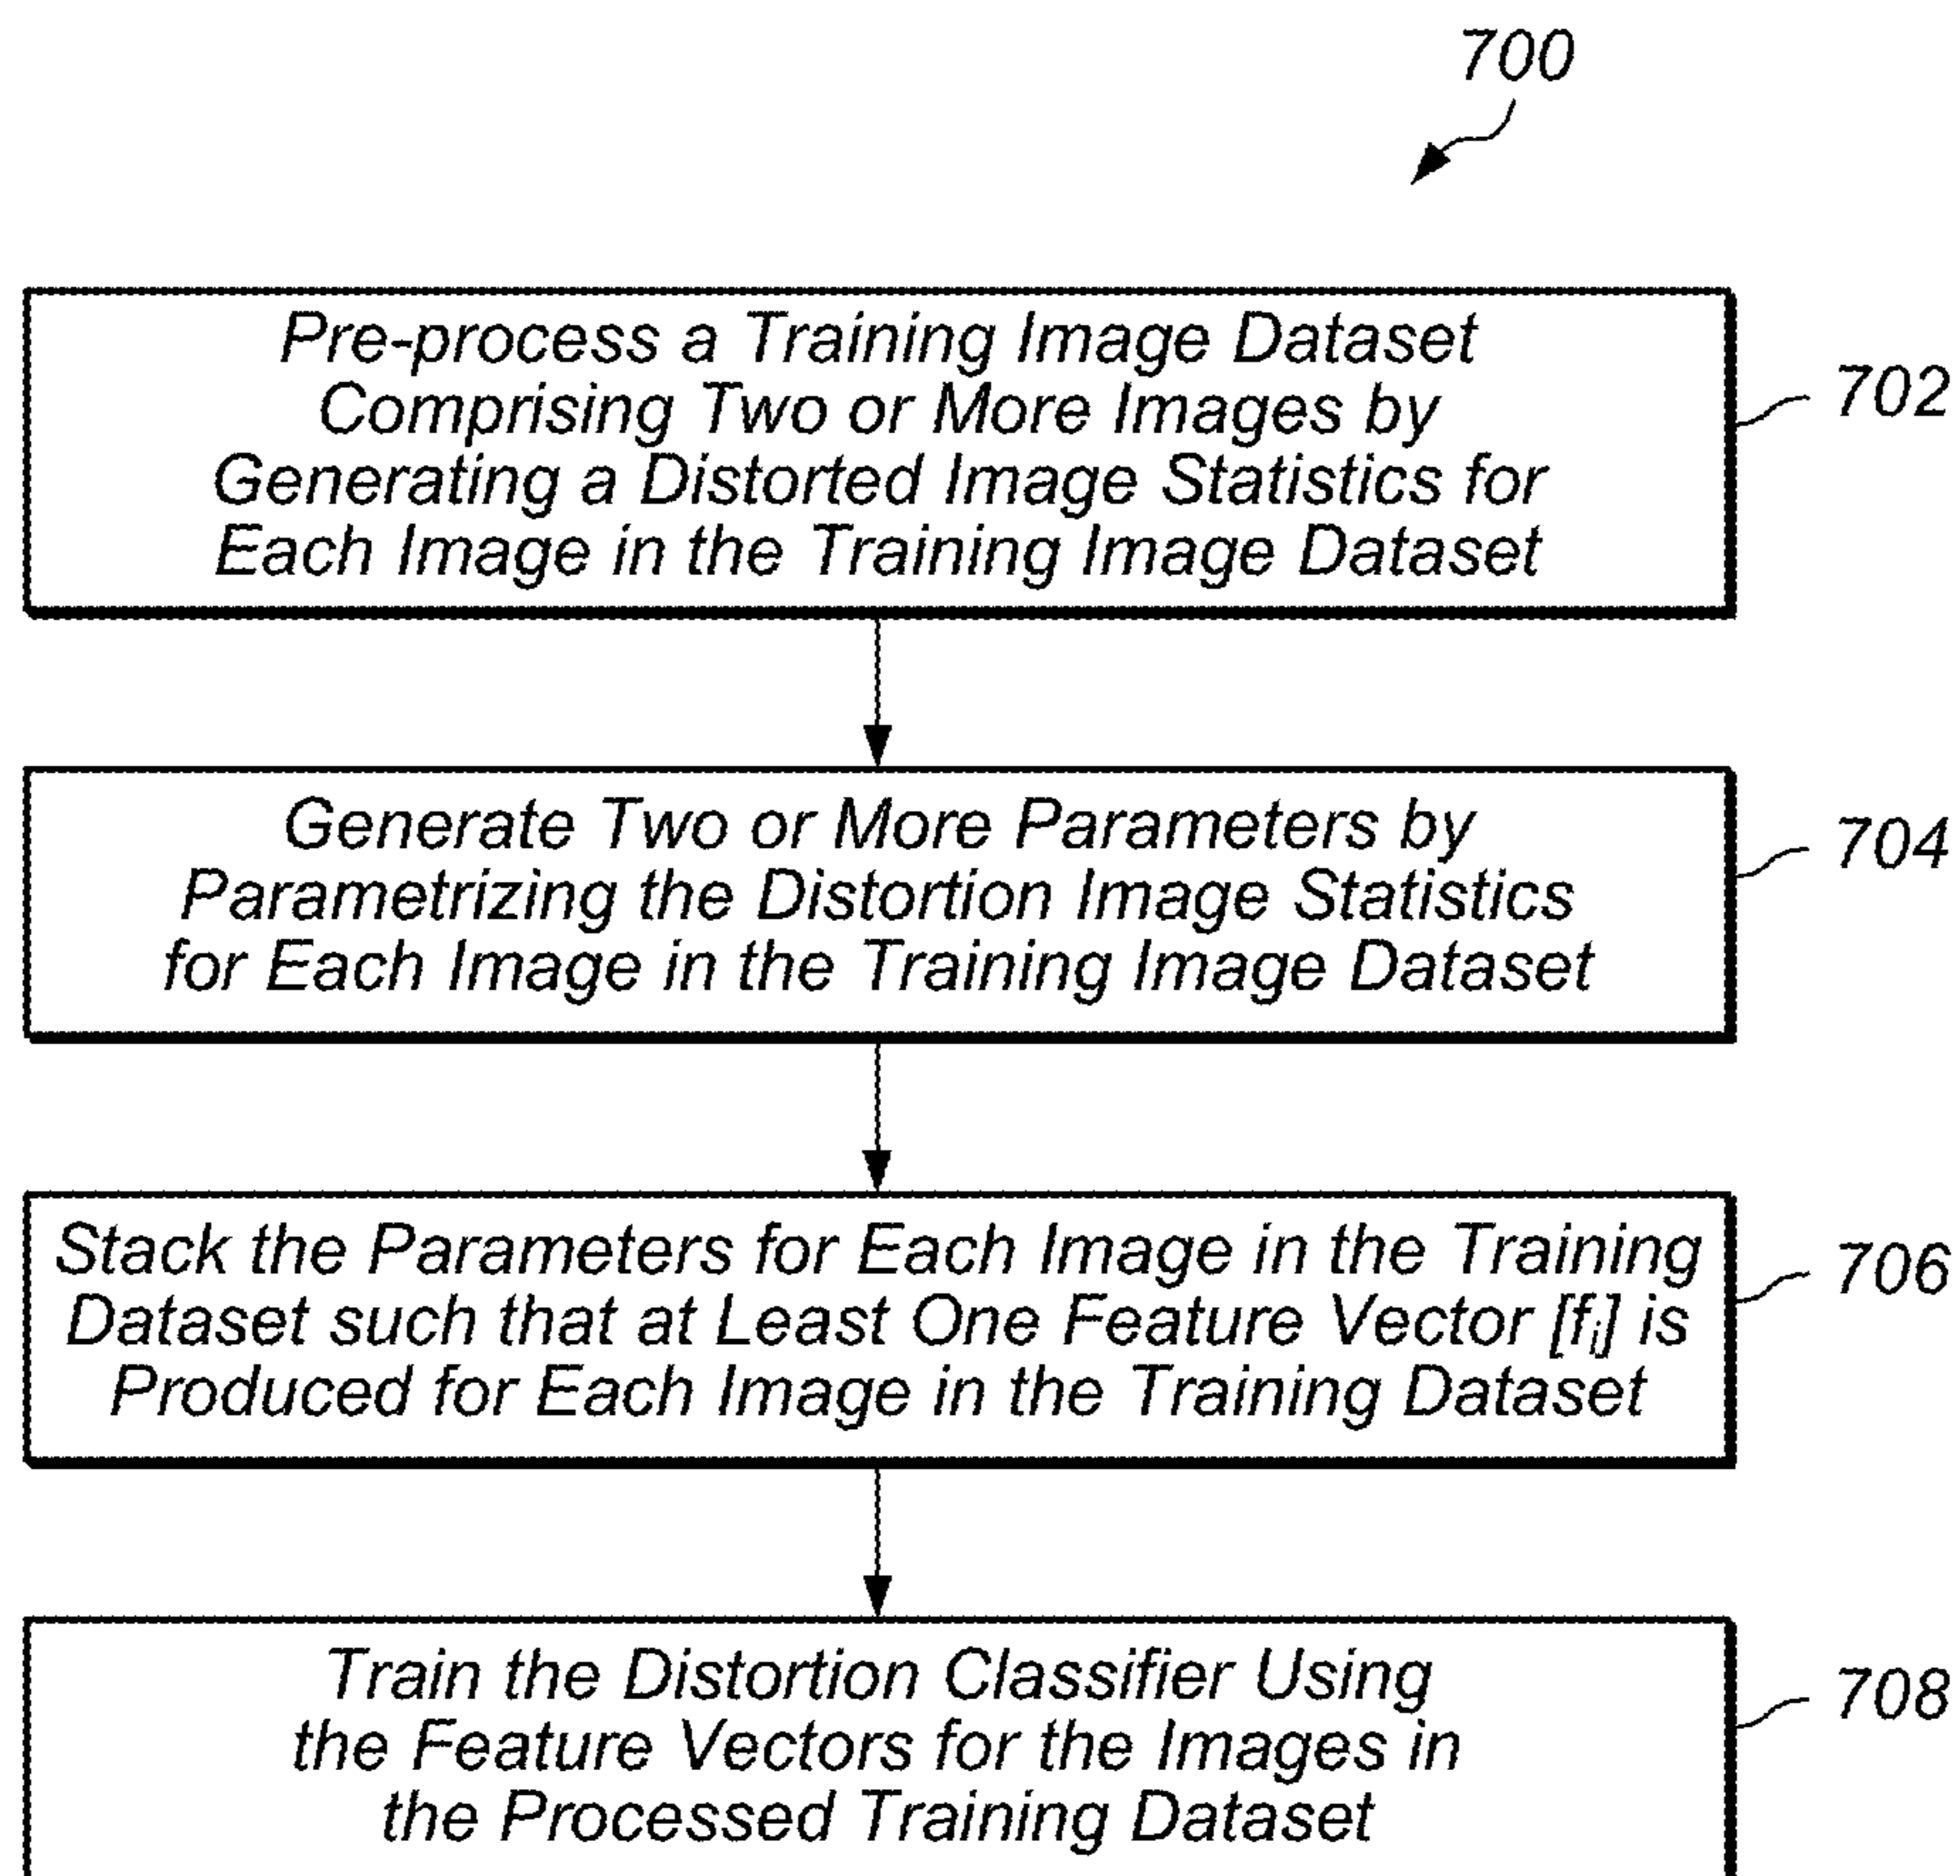 700
Pre-process a Training Image Dataset
Comprising Two or More Images by
Generating a Distorted Image Statistics for
Each Image in the Training Image Dataset
702
Generate Two or More Parameters by
Parametrizing the Distortion Image Statistics
for Each Image in the Training Image Dataset
704
Stack the Parameters for Each Image in the Training
Dataset such that at Least One Feature Vector [fi] is
Produced for Each Image in the Training Dataset
706
Train the Distortion Classifier Using
the Feature Vectors for the Images in
the Processed Training Dataset
708